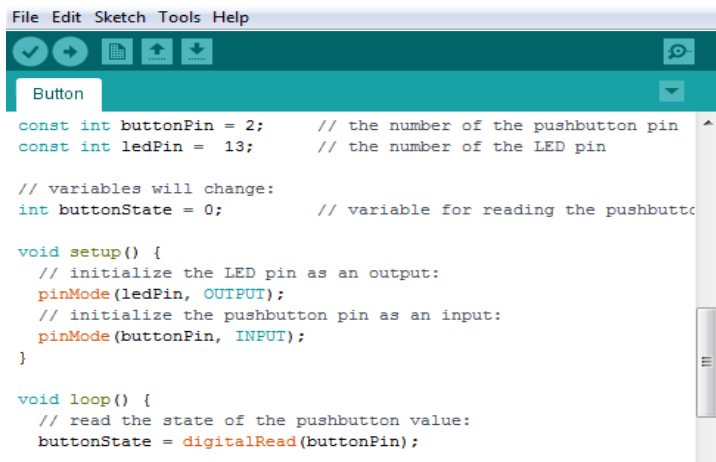 File Edit Sketch Tools Help
Button
const int buttonPin = 2;      // the number of the pushbutton pin
const int ledPin =  13;       // the number of the LED pin
// variables will change:
int buttonState = 0;          // variable for reading the
void setup() {
  // initialize the LED pin as an output:
  pinMode(ledPin, OUTPUT);
  // initialize the pushbutton pin as an input:
  pinMode(buttonPin, INPUT);
}
void loop() {
  // read the state of the pushbutton value:
  buttonState = digitalRead(buttonPin);